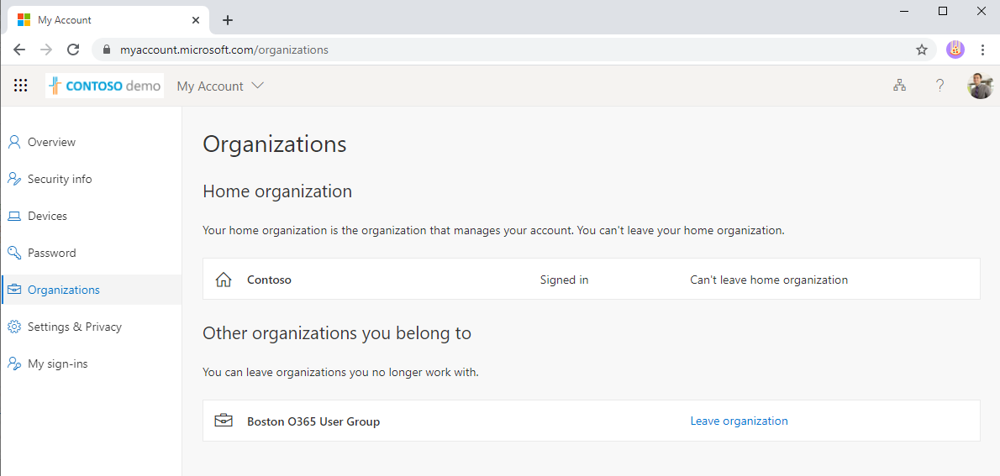 My Account
myaccount.microsoft.com/organizations
CONTOSO demo My Account ?
Overview
Security info
Devices
Password
Organizations
Settings & Privacy
My sign-ins
Organizations
Home organization
Your home organization is the organization that manages your account. You can't leave your home organization.
Contoso Signed in Can't leave home organization
Other organizations you belong to
You can leave organizations you no longer work with.
Boston O365 User Group Leave organization